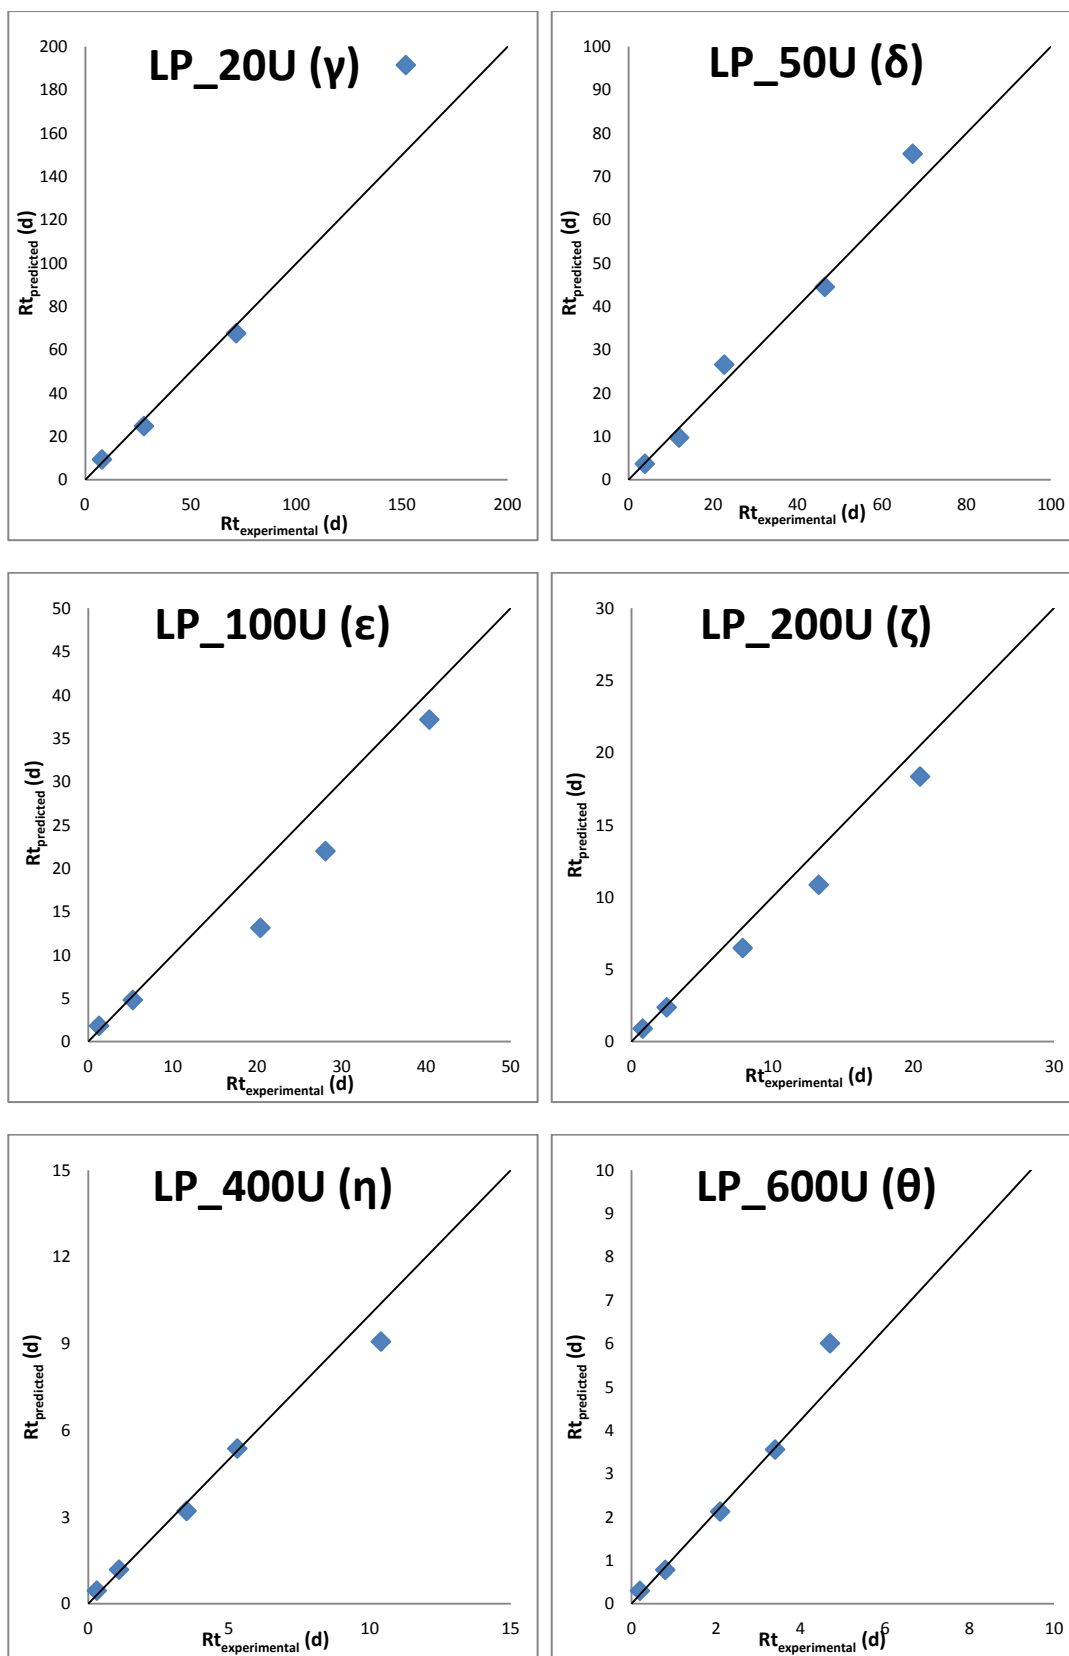 LP_20U (γ)
200
180
160
140
120
100
80
60
40
20
0
Rtpredicted (d)
0 50 100 150 200
Rtexperimental (d)
LP_50U (δ)
100
90
80
70
60
50
40
30
20
10
0
Rtpredicted (d)
0 20 40 60 80 100
Rtexperimental (d)
LP_100U (ε)
50
45
40
35
30
25
20
15
10
5
0
Rtpredicted (d)
0 10 20 30 40 50
Rtexperimental (d)
LP_200U (ζ)
30
25
20
15
10
5
0
Rtpredicted (d)
0 10 20 30
Rtexperimental (d)
LP_400U (η)
15
12
9
6
3
0
Rtpredicted (d)
0 5 10 15
Rtexperimental (d)
LP_600U (θ)
10
9
8
7
6
5
4
3
2
1
0
Rtpredicted (d)
0 2 4 6 8 10
Rtexperimental (d)